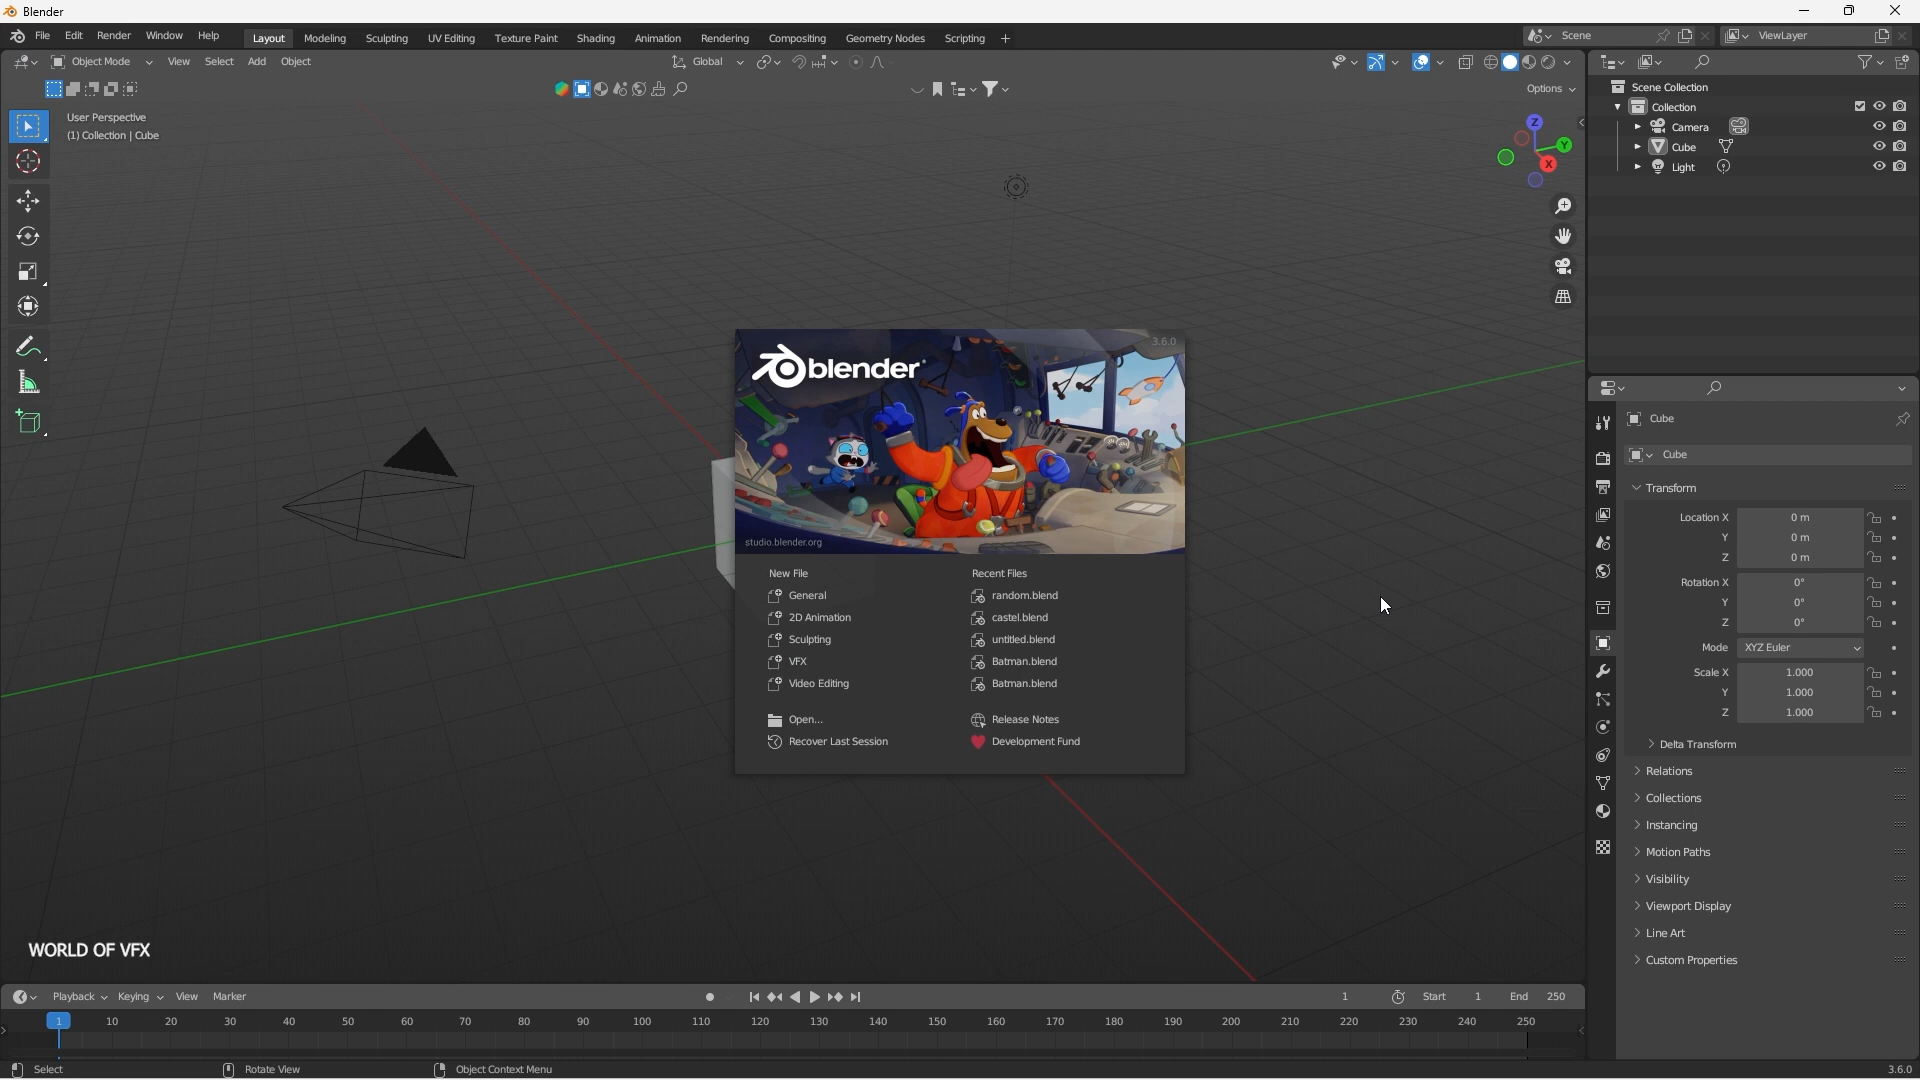 Blender
File Edit Render Window Help Layout Modeling Sculpting UV Editing Texture Paint Shading Animation Rendering Compositing Geometry Nodes Scripting + Scene ViewLayer
Object Mode View Select Add Object Global
Options
User Perspective
(1) Collection | Cube
Z
Y
X
Scene Collection
Collection
Camera
Cube
Light
3.6.0
blender
studio.blender.org
New File
General
2D Animation
Sculpting
VFX
Video Editing
Open...
Recover Last Session
Recent Files
random.blend
castel.blend
untitled.blend
Batman.blend
Batman.blend
Release Notes
Development Fund
Cube
Cube
Transform
Location X 0 m
Y 0 m
Z 0 m
Rotation X 0°
Y 0°
Z 0°
Mode XYZ Euler
Scale X 1.000
Y 1.000
Z 1.000
Delta Transform
Relations
Collections
Instancing
Motion Paths
Visibility
Viewport Display
Line Art
Custom Properties
WORLD OF VFX
Playback Keying View Marker 1 Start 1 End 250
1 10 20 30 40 50 60 70 80 90 100 110 120 130 140 150 160 170 180 190 200 210 220 230 240 250
Select Rotate View Object Context Menu 3.6.0